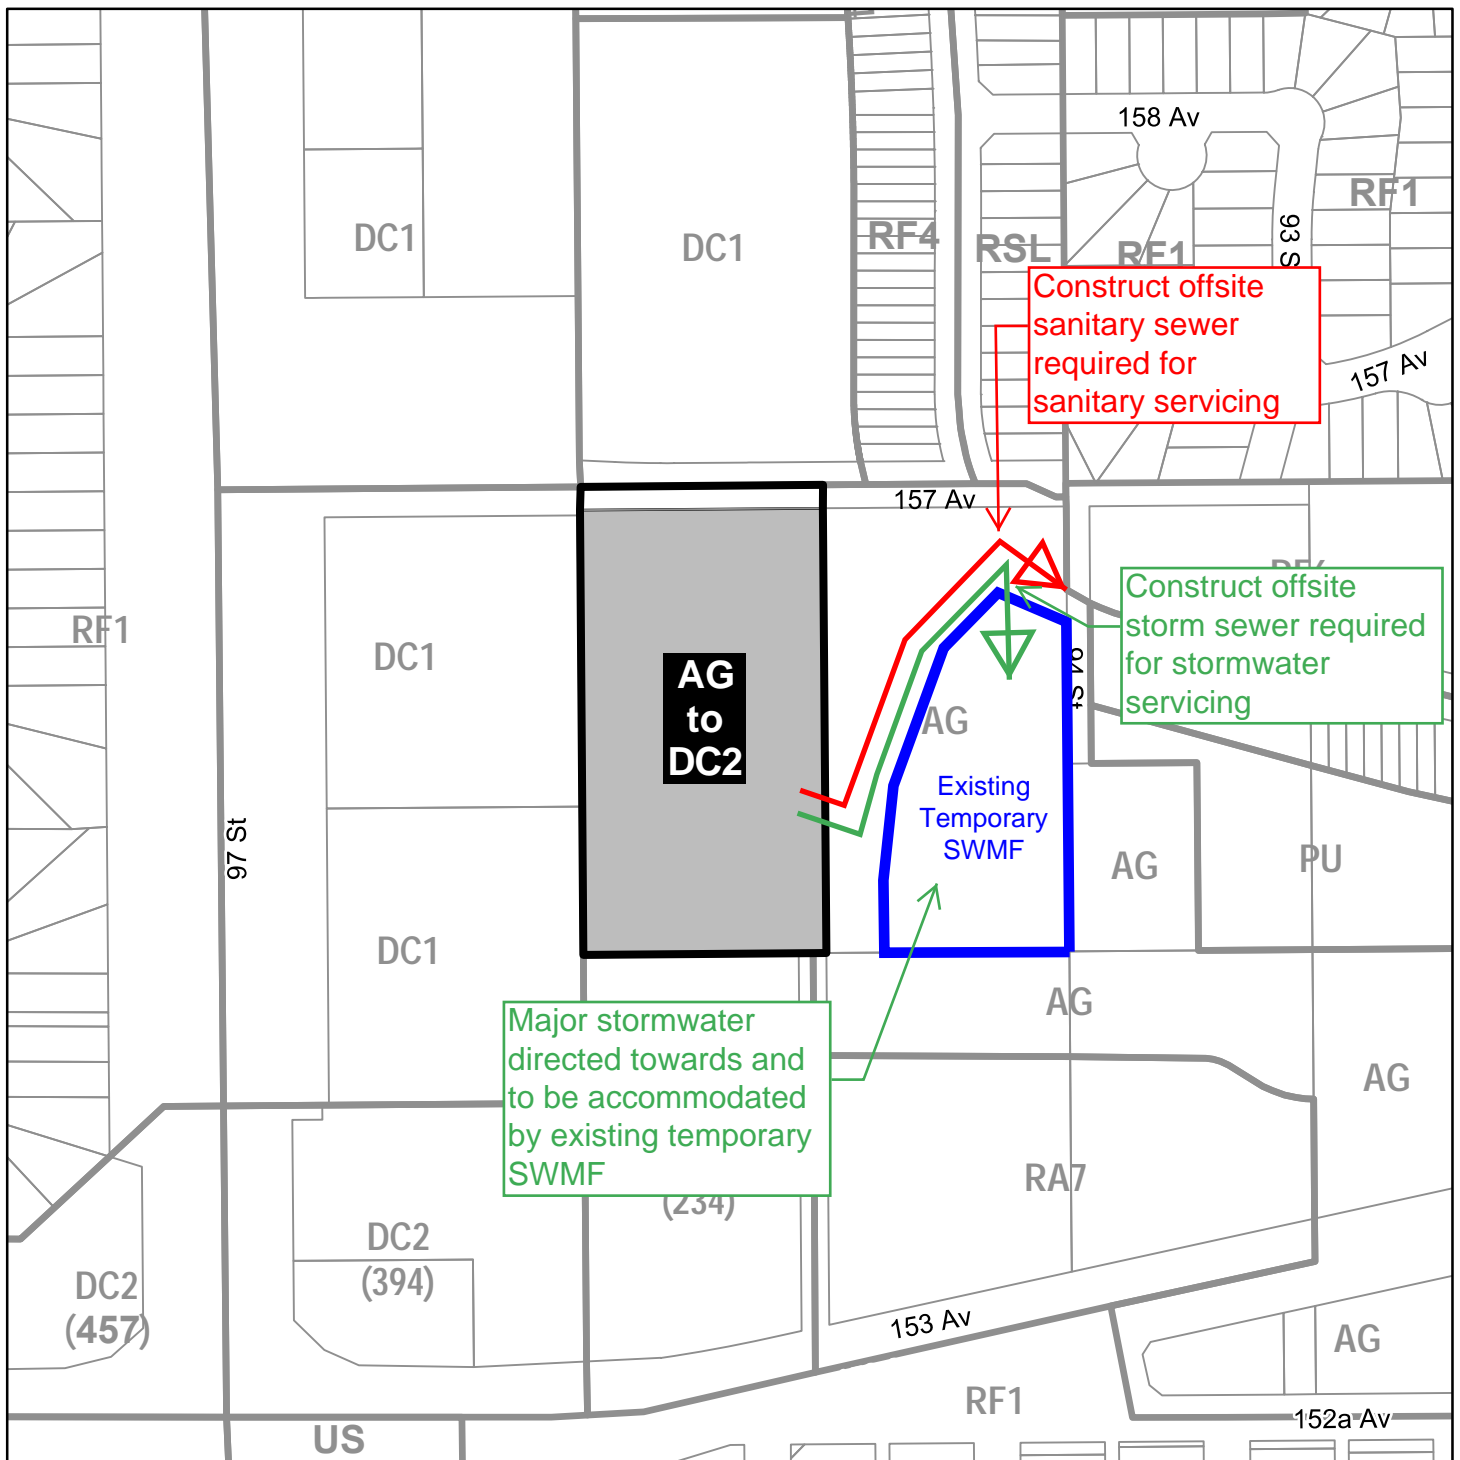 158 Av
RF1
93 S
DC1
DC1
RF4
RSL
RF1
Construct offsite
sanitary sewer
required for
sanitary servicing
157 Av
157 Av
Construct offsite
storm sewer required
for stormwater
servicing
RF1
DC1
AG
to
DC2
94 St
AG
Existing
Temporary
SWMF
97 St
AG
PU
DC1
AG
Major stormwater
directed towards and
to be accommodated
by existing temporary
SWMF
AG
RA7
(234)
DC2
(394)
DC2
(457)
153 Av
AG
RF1
152a Av
US